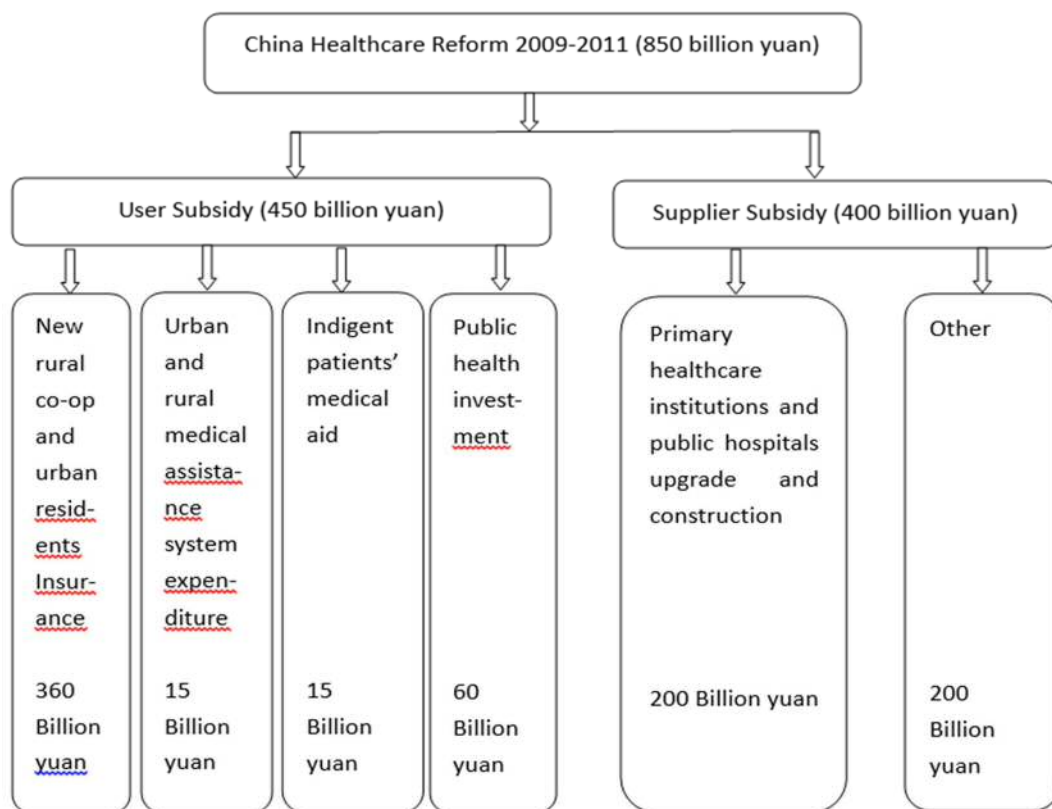 China Healthcare Reform 2009-2011 (850 billion yuan)
User Subsidy (450 billion yuan)
Supplier Subsidy (400 billion yuan)
New
rural
co-op
and
urban
resid-
ents
Insur-
ance
360
Billion
yuan
Urban
and
rural
medical
assista-
nce
system
expen-
diture
15
Billion
yuan
Indigent
patients’
medical
aid
15
Billion
yuan
Public
health
invest-
ment
60
Billion
yuan
Primary
healthcare
institutions and
public hospitals
upgrade and
construction
200 Billion yuan
Other
200
Billion
yuan